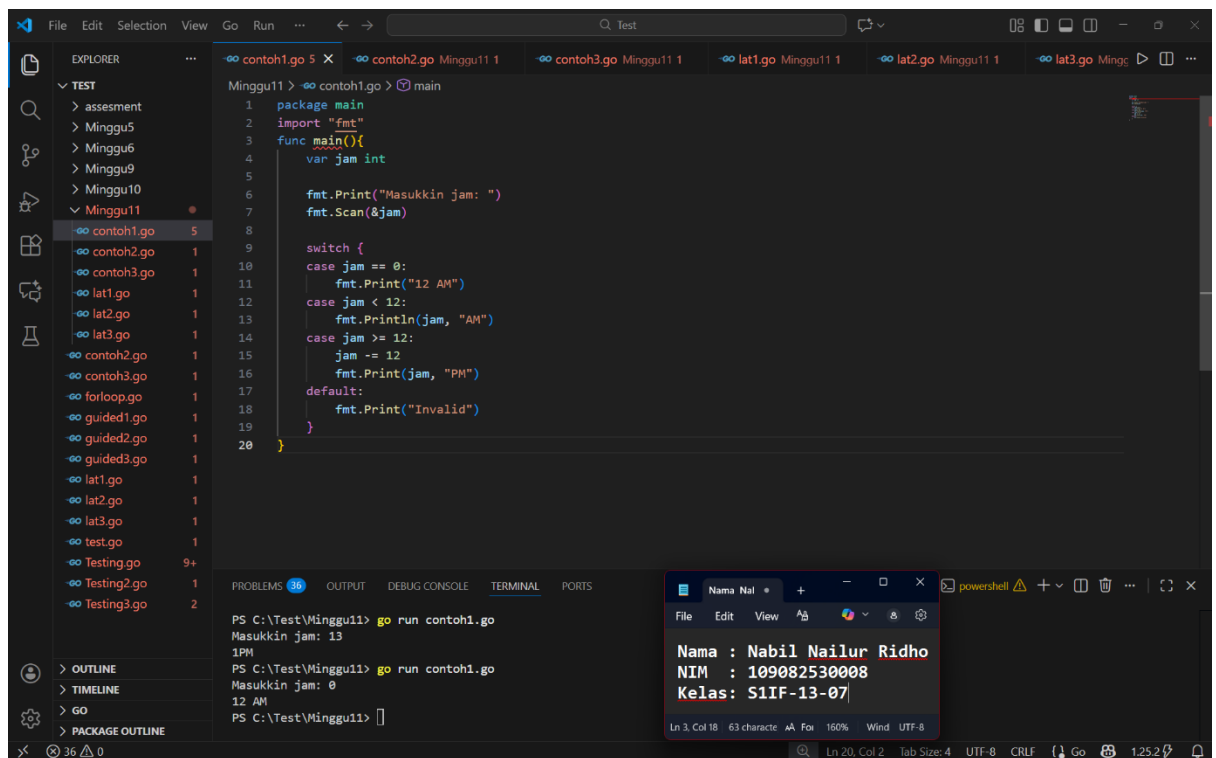 File Edit Selection View Go Run ··· Test
EXPLORER
TEST
assesment
Minggu5
Minggu6
Minggu9
Minggu10
Minggu11
contoh1.go 5
contoh2.go 1
contoh3.go 1
lat1.go 1
lat2.go 1
lat3.go 1
contoh2.go 1
contoh3.go 1
forloop.go 1
guided1.go 1
guided2.go 1
guided3.go 1
lat1.go 1
lat2.go 1
lat3.go 1
test.go 1
Testing.go 9+
Testing2.go 1
Testing3.go 2
OUTLINE
TIMELINE
GO
PACKAGE OUTLINE
contoh1.go 5 contoh2.go Minggu11 1 contoh3.go Minggu11 1 lat1.go Minggu11 1 lat2.go Minggu11 1 lat3.go Mingg
Minggu11 > contoh1.go > main
1 package main
2 import "fmt"
3 func main(){
4 var jam int
5
6 fmt.Print("Masukkin jam: ")
7 fmt.Scan(&jam)
8
9 switch {
10 case jam == 0:
11 fmt.Print("12 AM")
12 case jam < 12:
13 fmt.Println(jam, "AM")
14 case jam >= 12:
15 jam -= 12
16 fmt.Print(jam, "PM")
17 default:
18 fmt.Print("Invalid")
19 }
20 }
PROBLEMS 36 OUTPUT DEBUG CONSOLE TERMINAL PORTS
powershell
PS C:\Test\Minggu11> go run contoh1.go
Masukkin jam: 13
1PM
PS C:\Test\Minggu11> go run contoh1.go
Masukkin jam: 0
12 AM
PS C:\Test\Minggu11>
Nama Nal
File Edit View
Nama : Nabil Nailur Ridho
NIM : 109082530008
Kelas: S1IF-13-07
Ln 3, Col 18 63 characte For 160% Wind UTF-8
36 0 Ln 20, Col 2 Tab Size: 4 UTF-8 CRLF Go 1.25.2